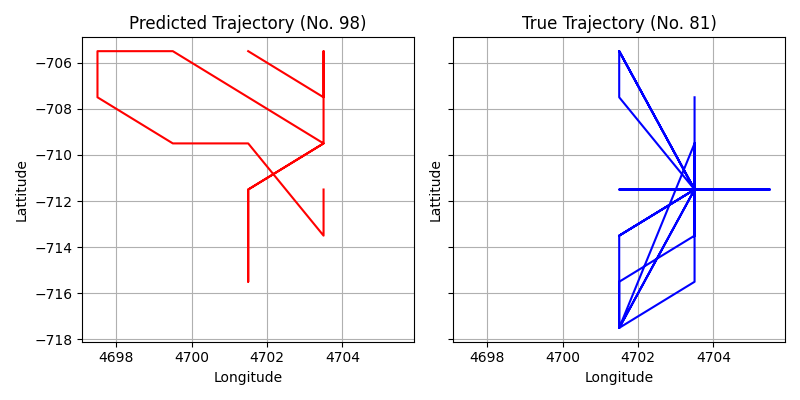 Predicted Trajectory (No. 98)
True Trajectory (No. 81)
Lattitude
−706
−708
−710
−712
−714
−716
−718
4698 4700 4702 4704
Longitude
Lattitude
4698 4700 4702 4704
Longitude